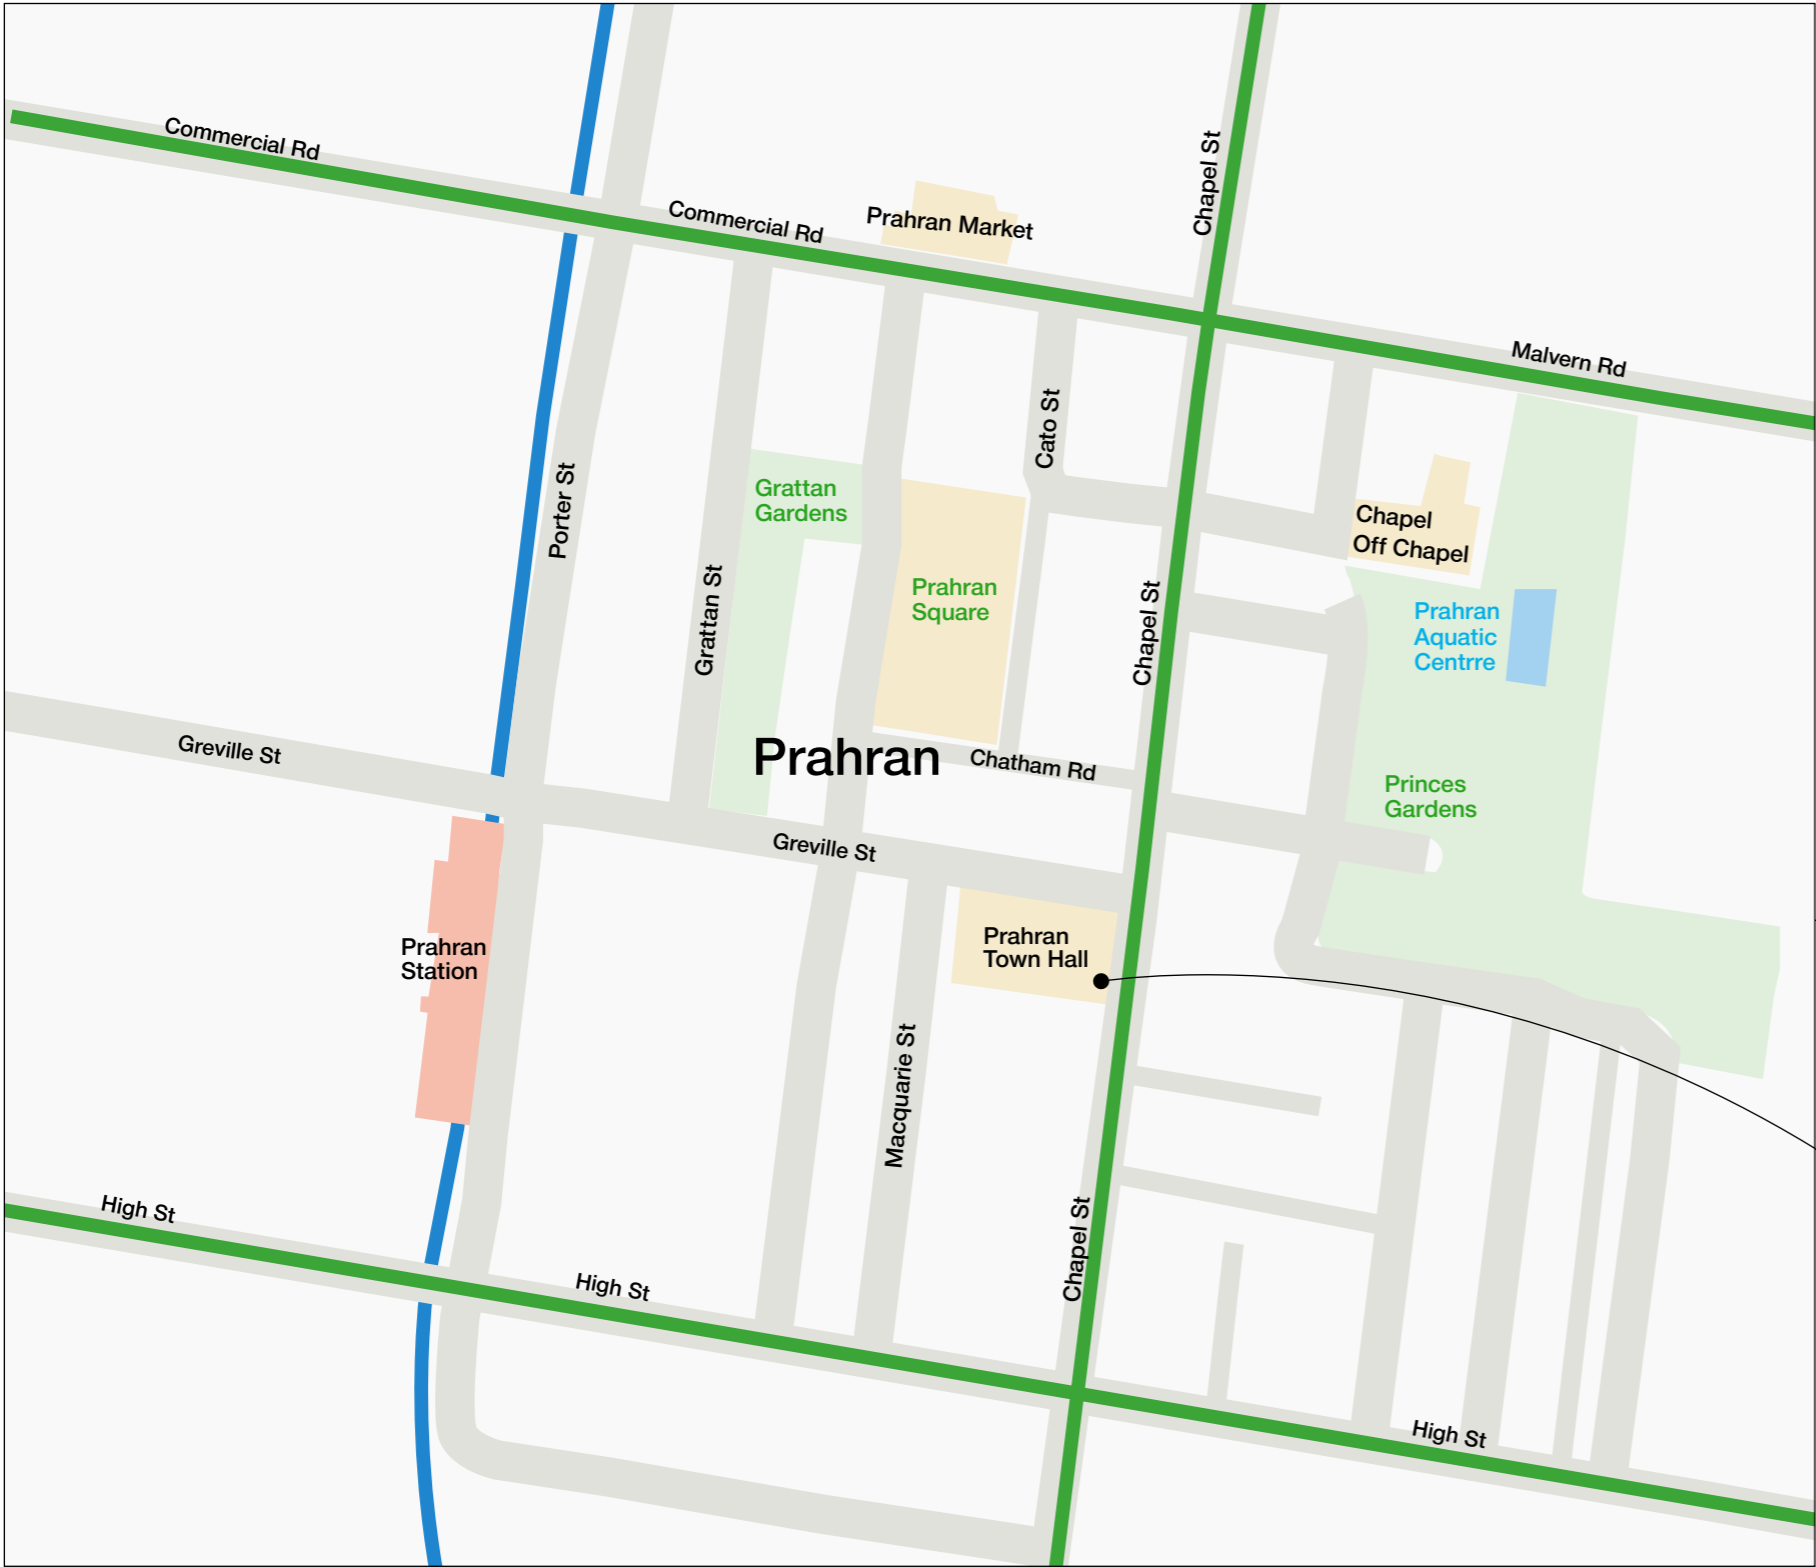 Commercial Rd
Chapel St
Commercial Rd
Prahran Market
Malvern Rd
Cato St
Porter St
Grattan
Gardens
Chapel
Off Chapel
Grattan St
Prahran
Square
Chapel St
Prahran
Aquatic
Centrre
Greville St
Prahran
Chatham Rd
Princes
Gardens
Greville St
Prahran
Station
Prahran
Town Hall
Macquarie St
High St
Chapel St
High St
High St